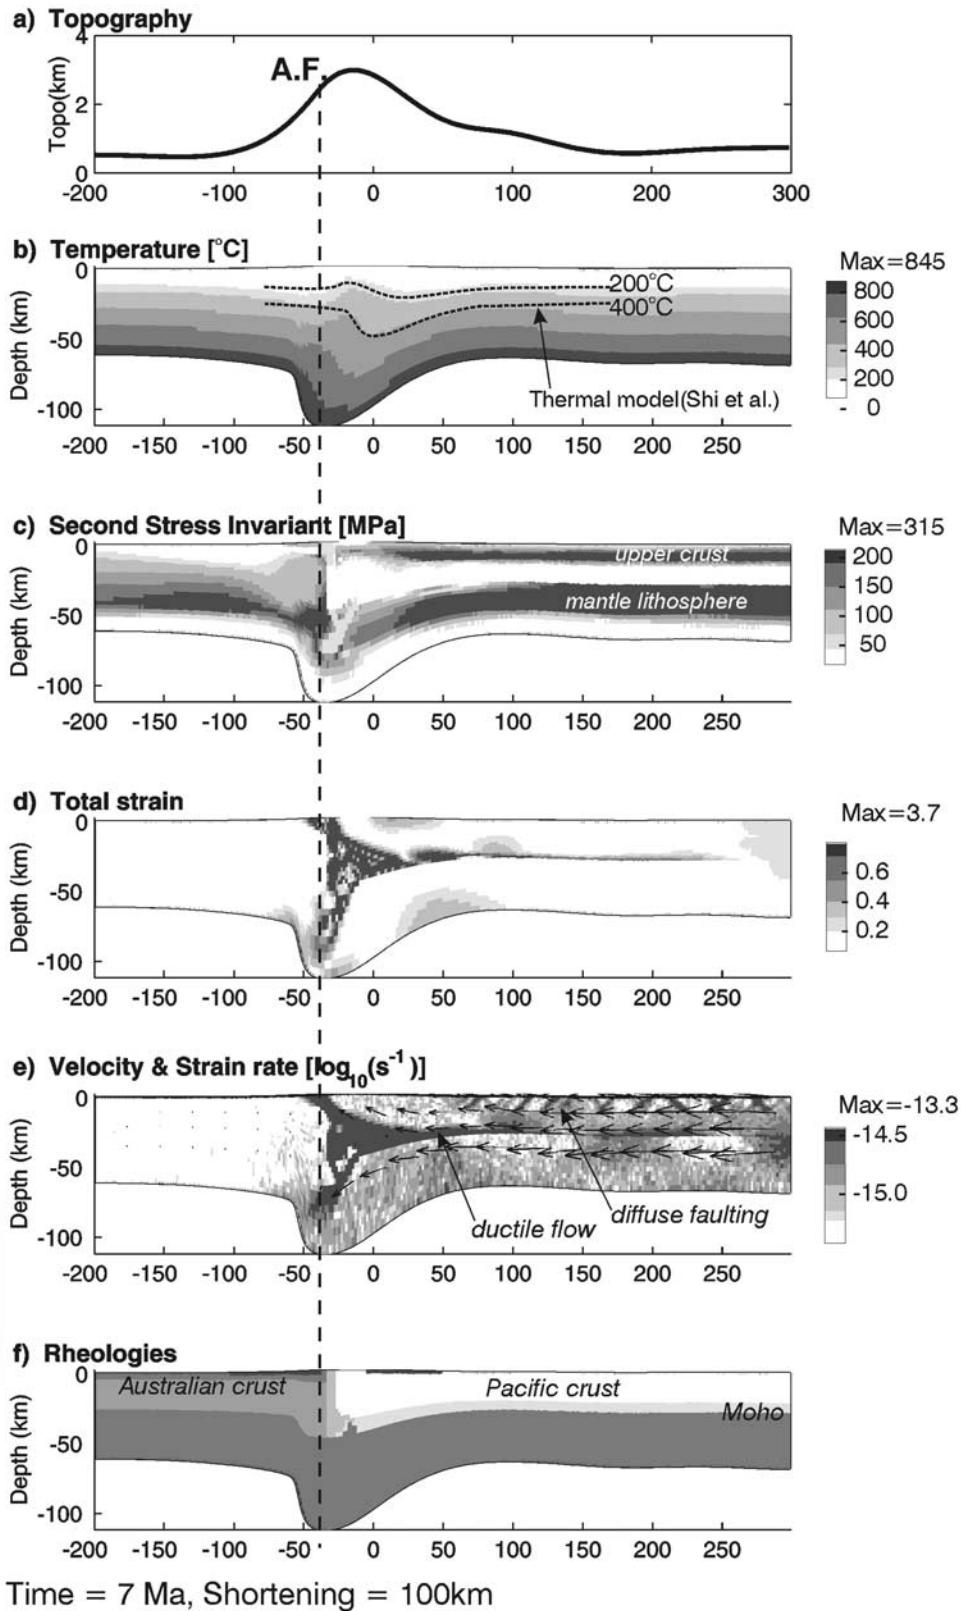 a) Topography
4
2
0
Topo(km)
A.F.
-200 -100 0 100 200 300
b) Temperature [°C]
0
-50
-100
Depth (km)
200°C
400°C
Thermal model(Shi et al.)
Max=845
800
600
400
200
- 0
-200 -150 -100 -50 0 50 100 150 200 250
c) Second Stress Invariant [MPa]
0
-50
-100
Depth (km)
upper crust
mantle lithosphere
Max=315
200
150
100
50
-200 -150 -100 -50 0 50 100 150 200 250
d) Total strain
0
-50
-100
Depth (km)
Max=3.7
0.6
0.4
0.2
-200 -150 -100 -50 0 50 100 150 200 250
e) Velocity & Strain rate [log10(s-1)]
0
-50
-100
Depth (km)
ductile flow
diffuse faulting
Max=-13.3
-14.5
-15.0
-200 -150 -100 -50 0 50 100 150 200 250
f) Rheologies
0
-50
-100
Depth (km)
Australian crust
Pacific crust
Moho
-200 -150 -100 -50 0 50 100 150 200 250
Time = 7 Ma, Shortening = 100km